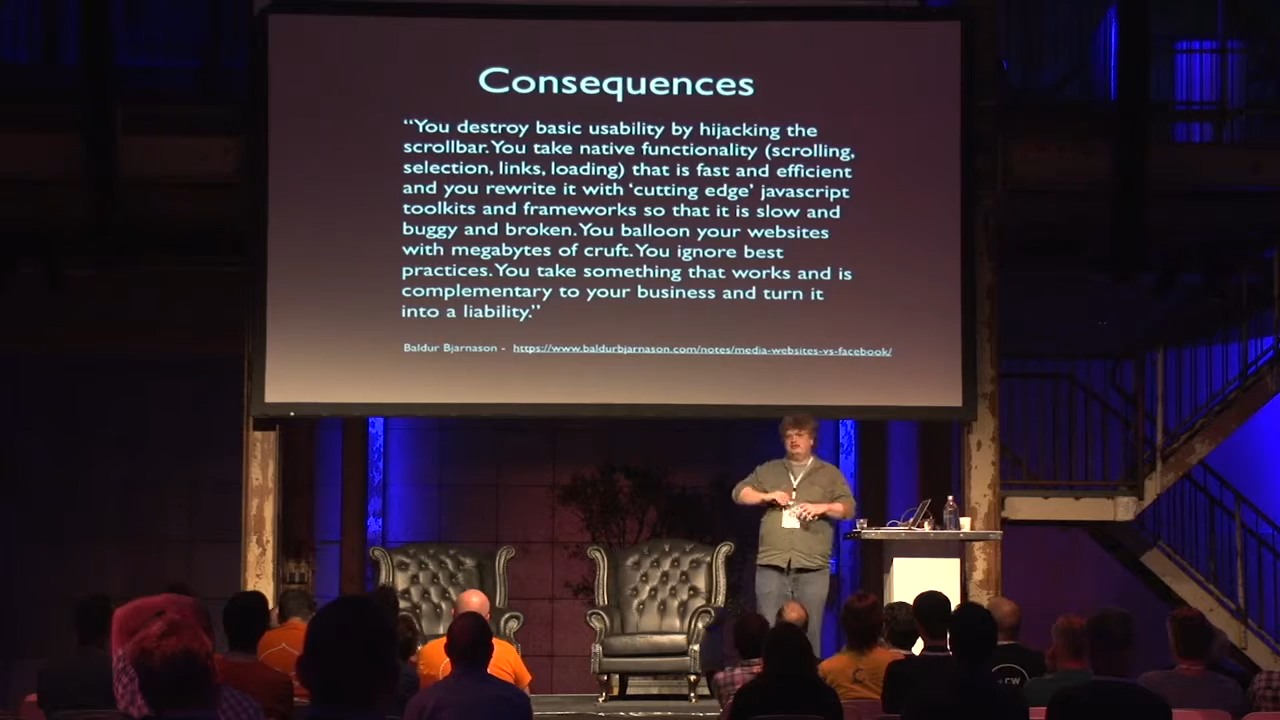 Consequences
“You destroy basic usability by hijacking the
scrollbar. You take native functionality (scrolling,
selection, links, loading) that is fast and efficient
and you rewrite it with ‘cutting edge’ javascript
toolkits and frameworks so that it is slow and
buggy and broken. You balloon your websites
with megabytes of cruft. You ignore best
practices. You take something that works and is
complementary to your business and turn it
into a liability.”
Baldur Bjarnason - https://www.baldurbjarnason.com/notes/media-websites-vs-facebook/